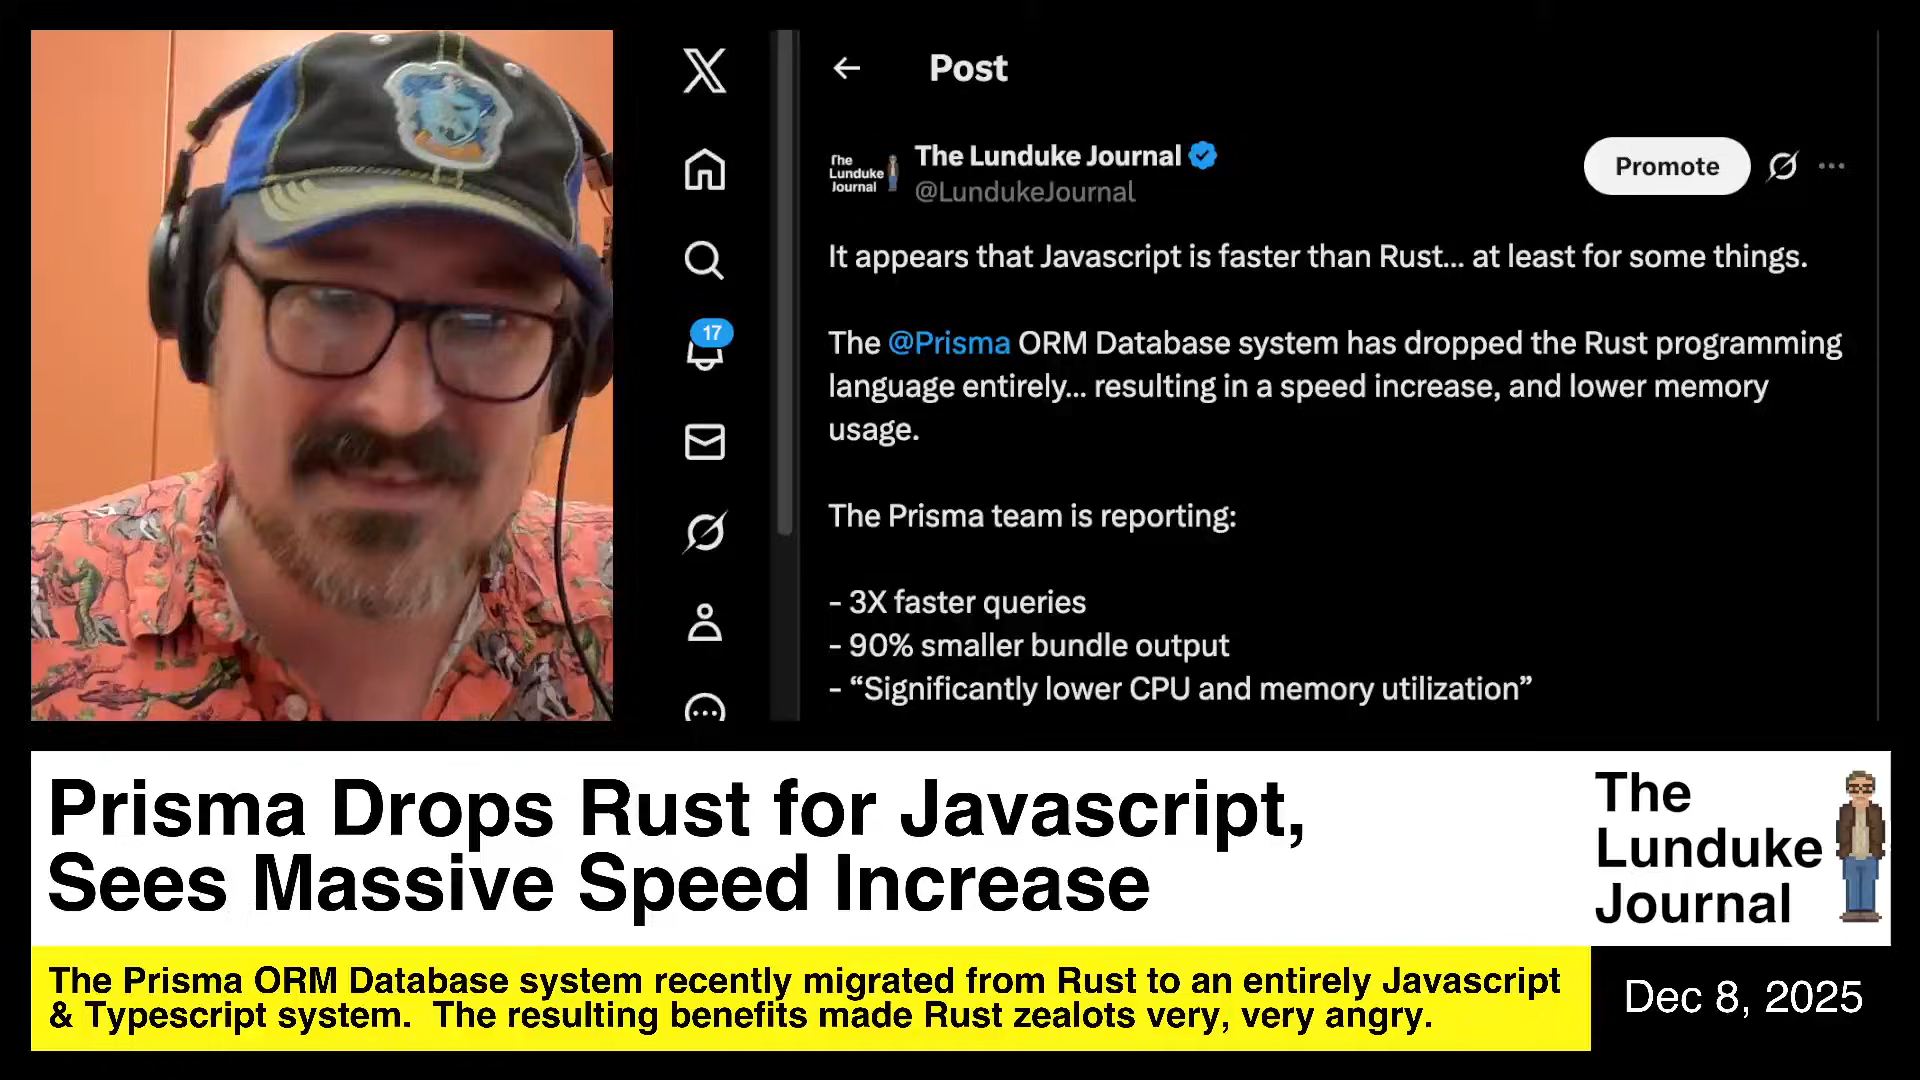 Post
The Lunduke Journal
The
Lunduke
Journal
@LundukeJournal
Promote
It appears that Javascript is faster than Rust... at least for some things.
The @Prisma ORM Database system has dropped the Rust programming
language entirely... resulting in a speed increase, and lower memory
usage.
The Prisma team is reporting:
- 3X faster queries
- 90% smaller bundle output
- “Significantly lower CPU and memory utilization”
17
Prisma Drops Rust for Javascript,
Sees Massive Speed Increase
The
Lunduke
Journal
The Prisma ORM Database system recently migrated from Rust to an entirely Javascript
& Typescript system.  The resulting benefits made Rust zealots very, very angry.
Dec 8, 2025